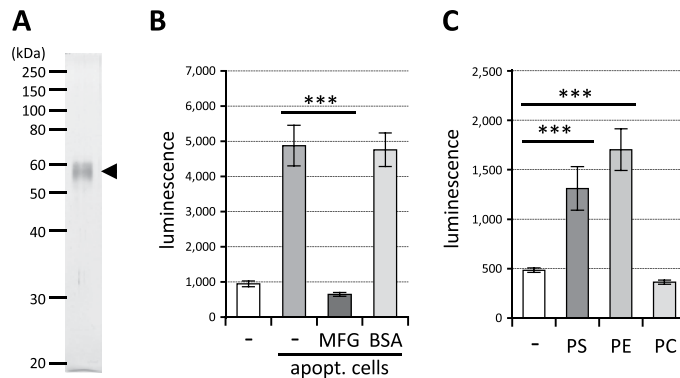 A
(kDa)
250
150
100
80
60
50
40
30
20
B
7,000
6,000
5,000
4,000
3,000
2,000
1,000
0
luminescence
***
- - MFG BSA
apopt. cells
C
2,500
2,000
1,500
1,000
500
0
luminescence
***
***
- PS PE PC